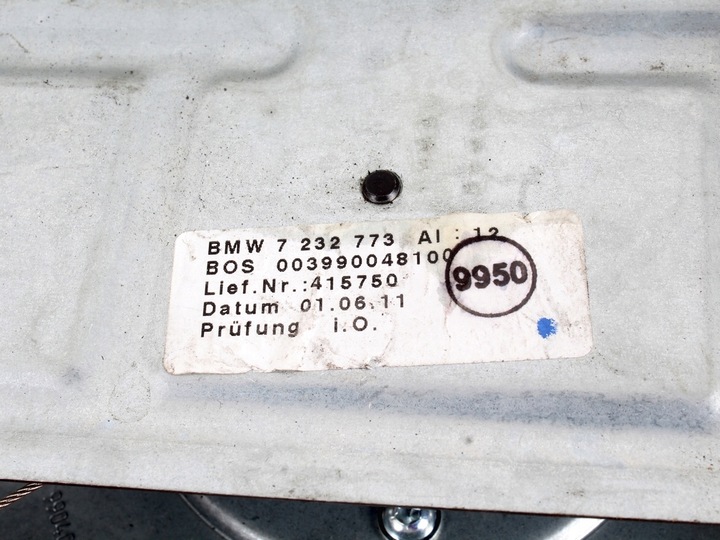 BMW 7 232 773 AI : 12
BOS 003990048100
Lief.Nr.:415750
Datum 01.06.11
Prüfung i.O.
9950